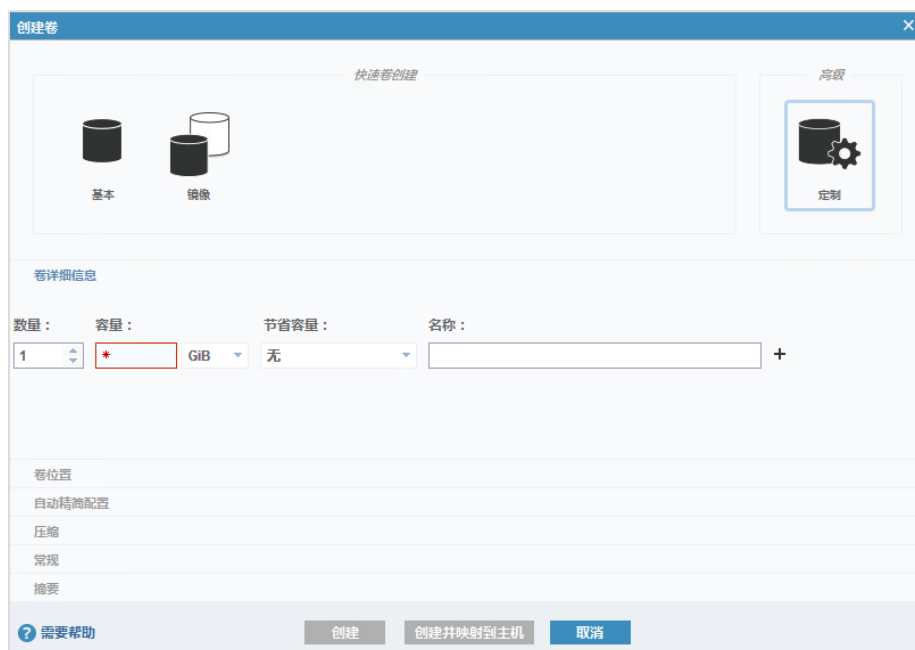 创建卷
快速卷创建
高级
基本
镜像
定制
卷详细信息
数量： 容量： 节省容量： 名称：
1 * GiB 无 +
卷位置
自动精简配置
压缩
常规
摘要
? 需要帮助 创建 创建并映射到主机 取消